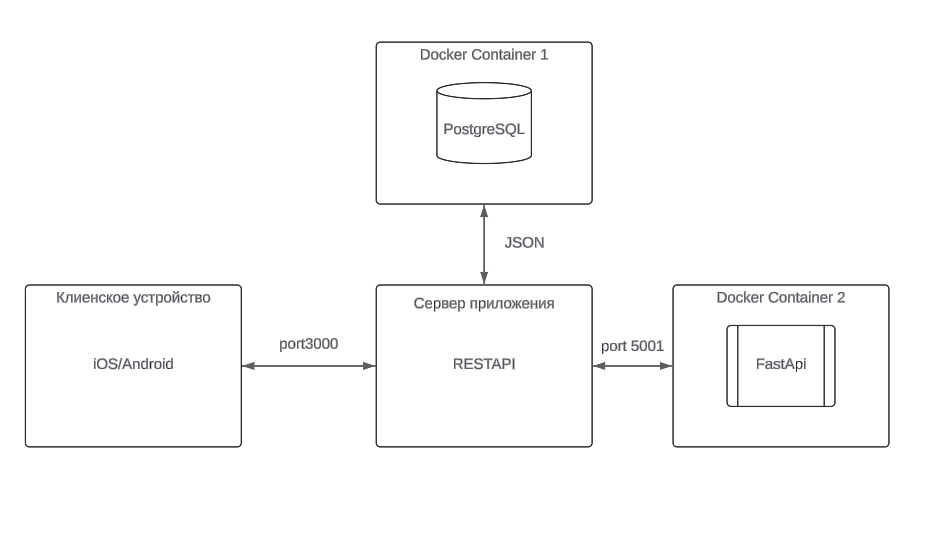 Docker Container 1
PostgreSQL
JSON
Клиенское устройство
iOS/Android
port3000
Сервер приложения
RESTAPI
port 5001
Docker Container 2
FastApi